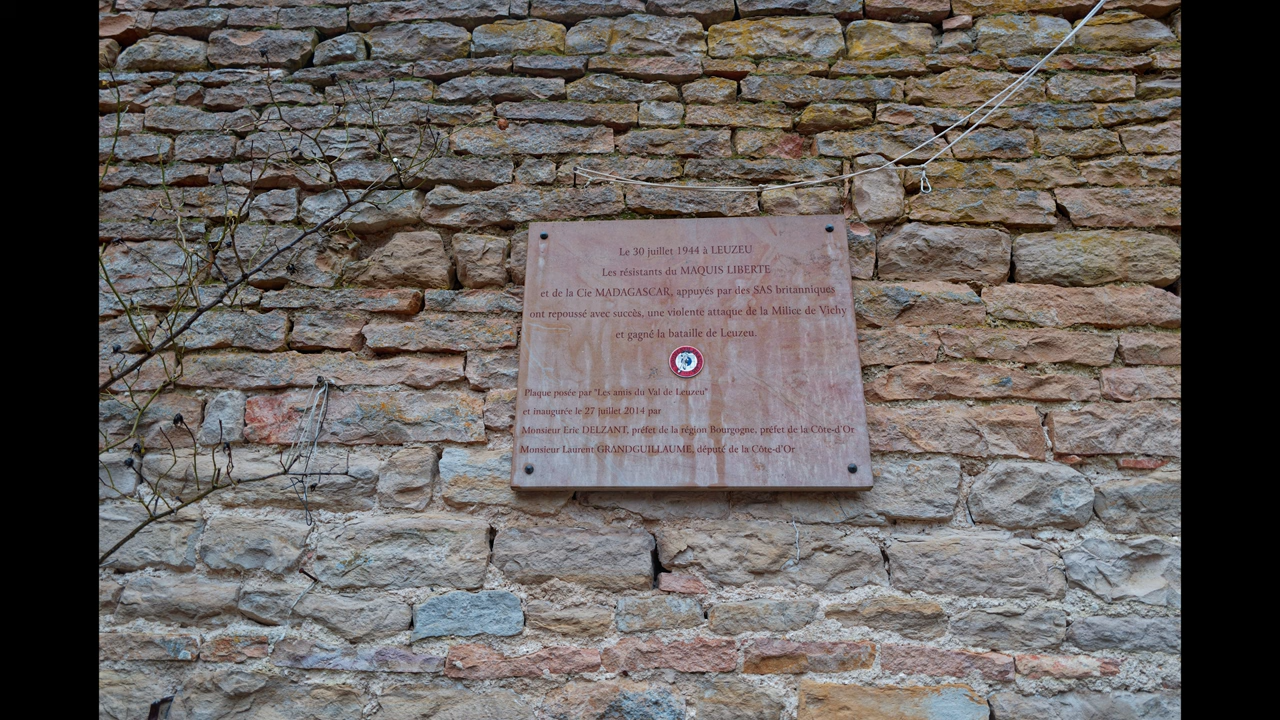 Le 30 juillet 1944 à LEUZEU
Les résistants du MAQUIS LIBERTE
et de la Cie MADAGASCAR, appuyés par des SAS britanniques
ont repoussé avec succès, une violente attaque de la Milice de Vichy
et gagné la bataille de Leuzeu.
Plaque posée par "Les amis du Val de Leuzeu"
et inaugurée le 27 juillet 2014 par
Monsieur Eric DELZANT, préfet de la région Bourgogne, préfet de la Côte-d'Or
Monsieur Laurent GRANDGUILLAUME, député de la Côte-d'Or